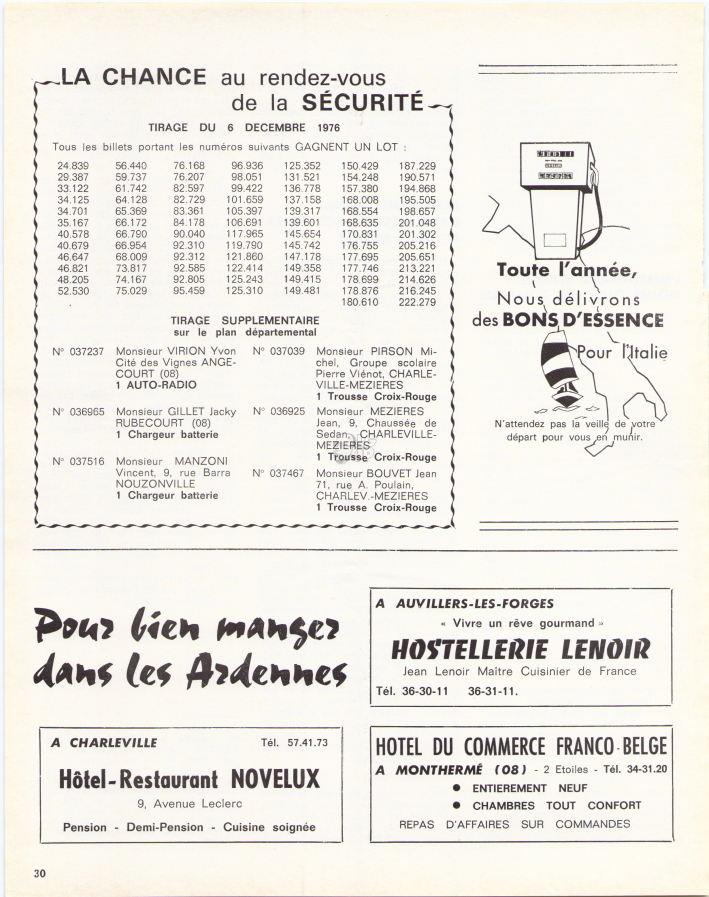 LA CHANCE au rendez-vous
de la SÉCURITÉ
TIRAGE DU 6 DECEMBRE 1976
Tous les billets portant les numéros suivants GAGNENT UN LOT :
24.839 56.440 76.168 96.936 125.352 150.429 187.229
29.387 59.737 76.207 98.051 131.521 154.248 190.571
33.122 61.742 82.597 99.422 136.778 157.380 194.868
34.125 64.128 82.729 101.659 137.158 168.008 195.505
34.701 65.369 83.361 105.397 139.317 168.554 198.657
35.167 66.172 84.178 106.691 139.601 168.635 201.048
40.578 66.790 90.040 117.965 145.654 170.831 201.302
40.679 66.954 92.310 119.790 145.742 176.755 205.216
46.647 68.009 92.312 121.860 147.178 177.695 205.651
46.821 73.817 92.585 122.414 149.358 177.746 213.221
48.205 74.167 92.805 125.243 149.415 178.699 214.626
52.530 75.029 95.459 125.310 149.481 178.876 216.245
180.610 222.279
TIRAGE SUPPLEMENTAIRE
sur le plan départemental
N° 037237 Monsieur VIRION Yvon
Cité des Vignes ANGE-
COURT (08)
1 AUTO-RADIO
N° 036965 Monsieur GILLET Jacky
RUBECOURT (08)
1 Chargeur batterie
N° 037516 Monsieur MANZONI
Vincent, 9, rue Barra
NOUZONVILLE
1 Chargeur batterie
N° 037039 Monsieur PIRSON Mi-
chel, Groupe scolaire
Pierre Viénot, CHARLE-
VILLE-MEZIERES
1 Trousse Croix-Rouge
N° 036925 Monsieur MEZIERES
Jean, 9, Chaussée de
Sedan, CHARLEVILLE-
MEZIERES
1 Trousse Croix-Rouge
N° 037467 Monsieur BOUVET Jean
71, rue A. Poulain,
CHARLEV.-MEZIERES
1 Trousse Croix-Rouge
Toute l'année,
Nous délivrons
des BONS D'ESSENCE
Pour l'Italie
N'attendez pas la veille de votre
départ pour vous en munir.
Pour bien manger
dans les Ardennes
A AUVILLERS-LES-FORGES
« Vivre un rêve gourmand »
HOSTELLERIE LENOIR
Jean Lenoir Maître Cuisinier de France
Tél. 36-30-11 36-31-11.
A CHARLEVILLE Tél. 57.41.73
Hôtel-Restaurant NOVELUX
9, Avenue Leclerc
Pension - Demi-Pension - Cuisine soignée
HOTEL DU COMMERCE FRANCO-BELGE
A MONTHERMÉ (08) - 2 Etoiles - Tél. 34-31.20
● ENTIEREMENT NEUF
● CHAMBRES TOUT CONFORT
REPAS D'AFFAIRES SUR COMMANDES
30